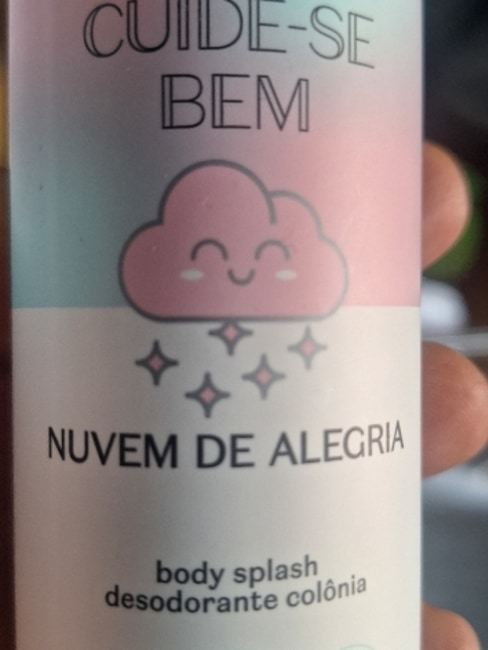 CUIDE-SE
BEM
NUVEM DE ALEGRIA
body splash
desodorante colônia